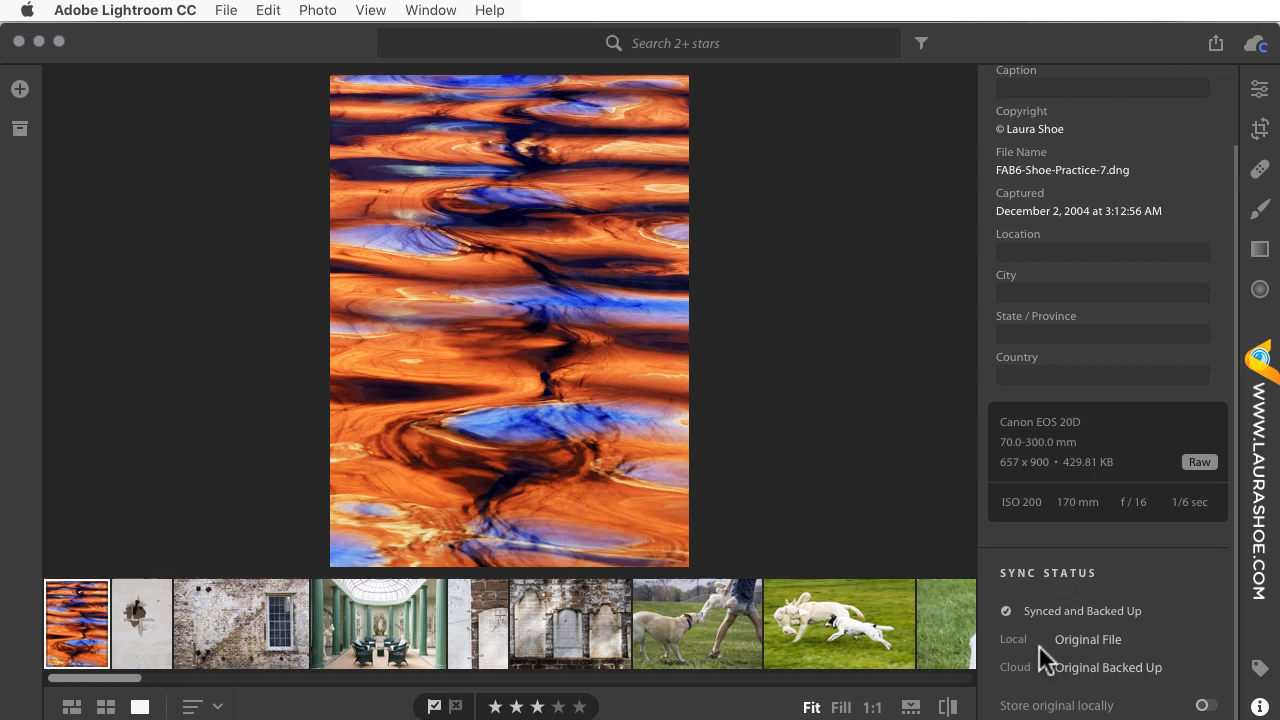 Adobe Lightroom CC File Edit Photo View Window Help
Search 2+ stars
Caption
Copyright
© Laura Shoe
File Name
FAB6-Shoe-Practice-7.dng
Captured
December 2, 2004 at 3:12:56 AM
Location
City
State / Province
Country
Canon EOS 20D
70.0-300.0 mm
657 x 900 • 429.81 KB Raw
ISO 200 170 mm f / 16 1/6 sec
SYNC STATUS
Synced and Backed Up
Local Original File
Cloud Original Backed Up
Store original locally
Fit Fill 1:1
WWW.LAURASHOE.COM